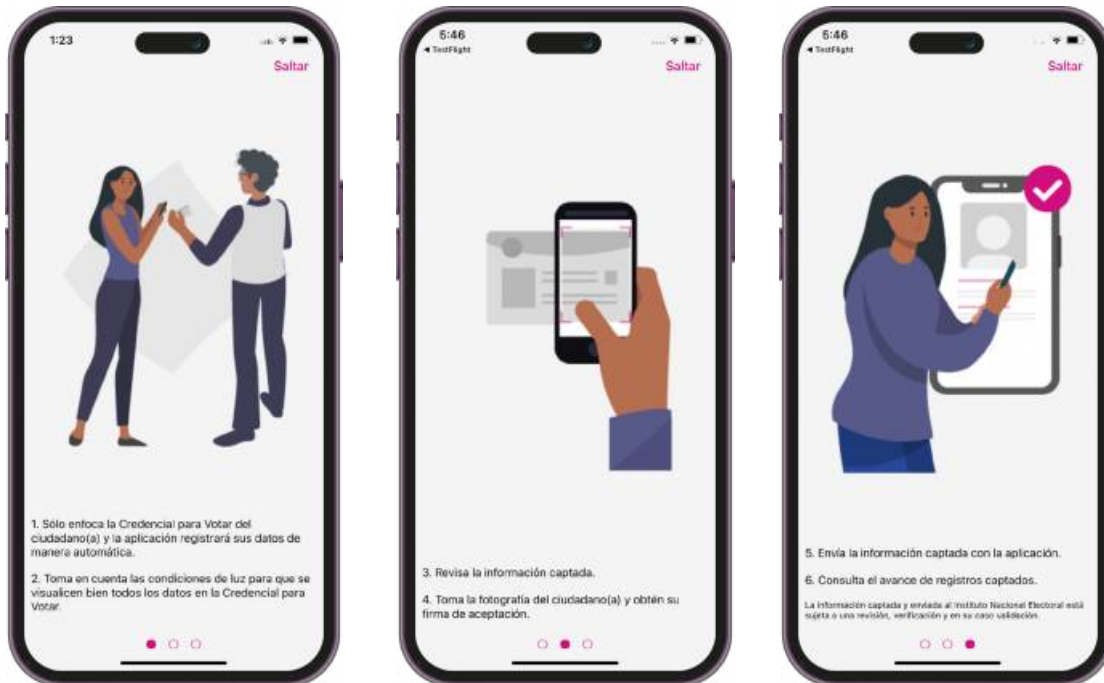 1:23
Saltar
1. Sólo enfoca la Credencial para Votar del
ciudadano(a) y la aplicación registrará sus datos de
manera automática.
2. Toma en cuenta las condiciones de luz para que se
visualicen bien todos los datos en la Credencial para
Votar.
5:46
◀ TestFlight
Saltar
3. Revisa la información captada.
4. Toma la fotografía del ciudadano(a) y obtén su
firma de aceptación.
5:46
◀ TestFlight
Saltar
5. Envía la información captada con la aplicación.
6. Consulta el avance de registros captados.
La información captada y enviada al Instituto Nacional Electoral está
sujeta a una revisión, verificación y en su caso validación.